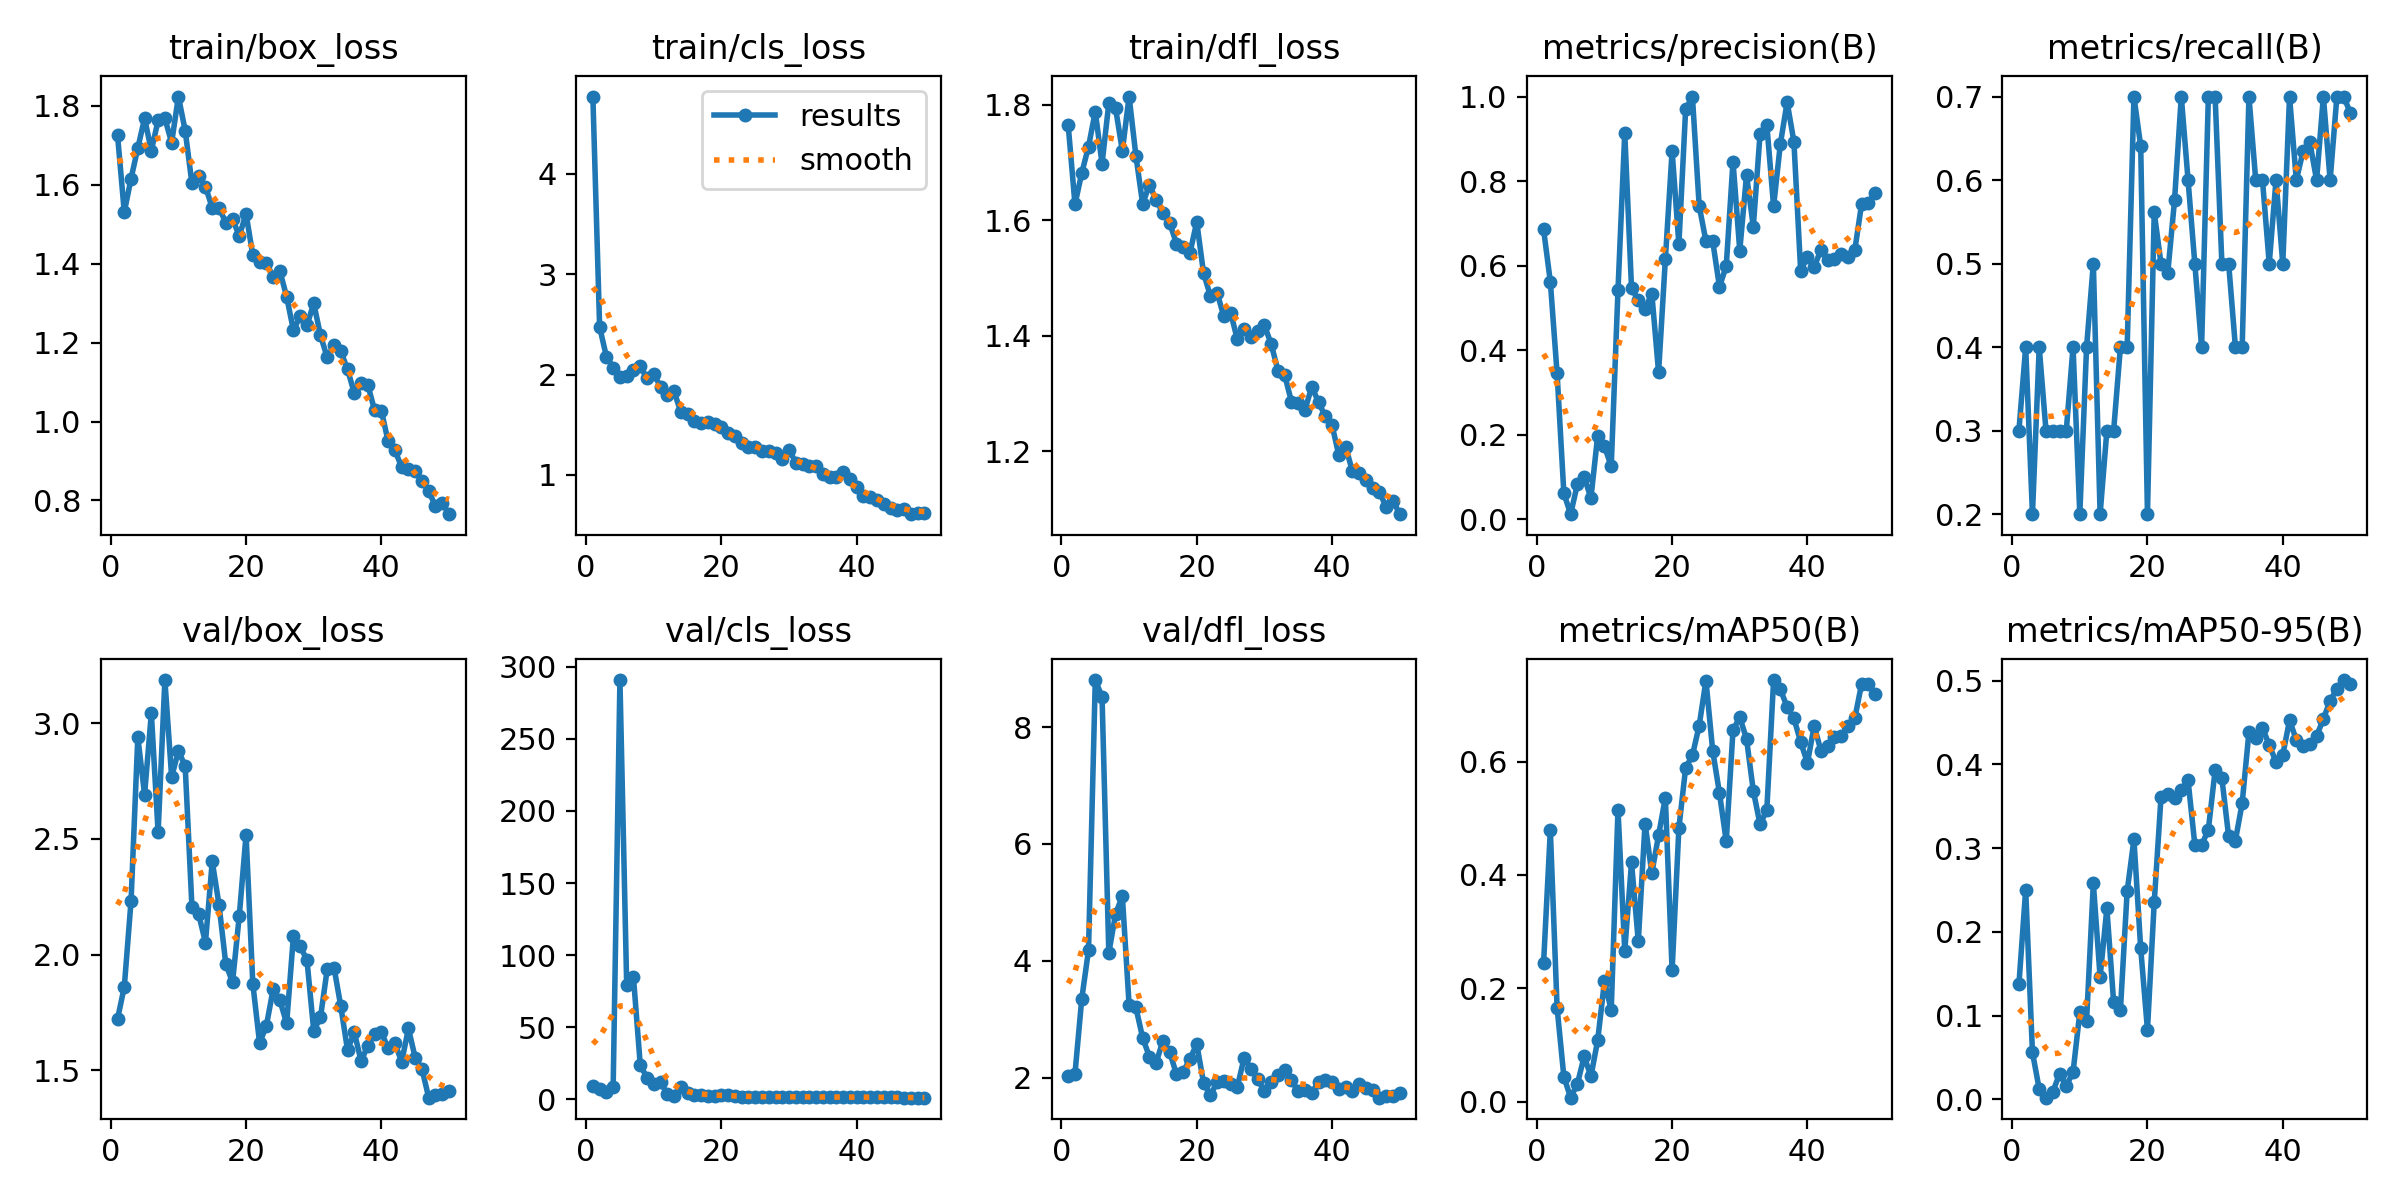 train/box_loss
1.8
1.6
1.4
1.2
1.0
0.8
0 20 40
train/cls_loss
results
smooth
4
3
2
1
0 20 40
train/dfl_loss
1.8
1.6
1.4
1.2
0 20 40
metrics/precision(B)
1.0
0.8
0.6
0.4
0.2
0.0
0 20 40
metrics/recall(B)
0.7
0.6
0.5
0.4
0.3
0.2
0 20 40
val/box_loss
3.0
2.5
2.0
1.5
0 20 40
val/cls_loss
300
250
200
150
100
50
0
0 20 40
val/dfl_loss
8
6
4
2
0 20 40
metrics/mAP50(B)
0.6
0.4
0.2
0.0
0 20 40
metrics/mAP50-95(B)
0.5
0.4
0.3
0.2
0.1
0.0
0 20 40